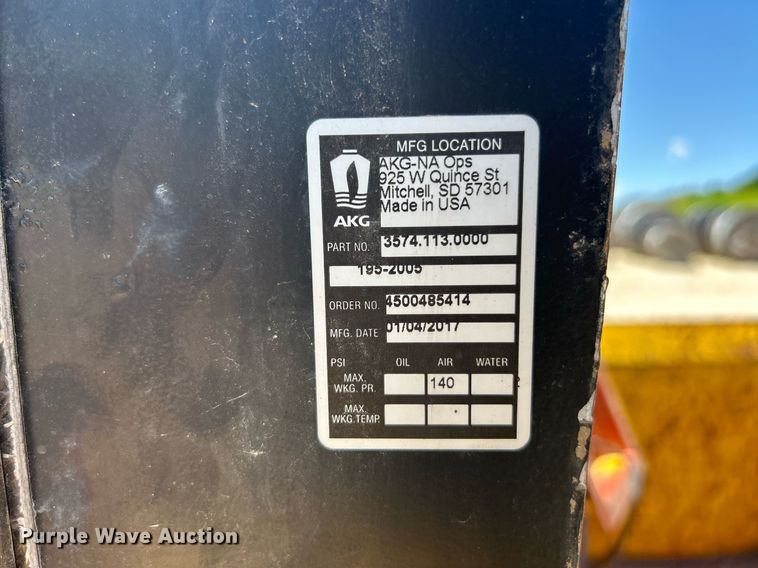 MFG LOCATION
AKG-NA Ops
925 W Quince St
Mitchell, SD 57301
Made in USA
AKG
PART NO. 3574.113.0000
195-2005
ORDER NO. 4500485414
MFG. DATE 01/04/2017
PSI OIL AIR WATER
MAX. WKG. PR. 140
MAX. WKG.TEMP.
Purple Wave Auction